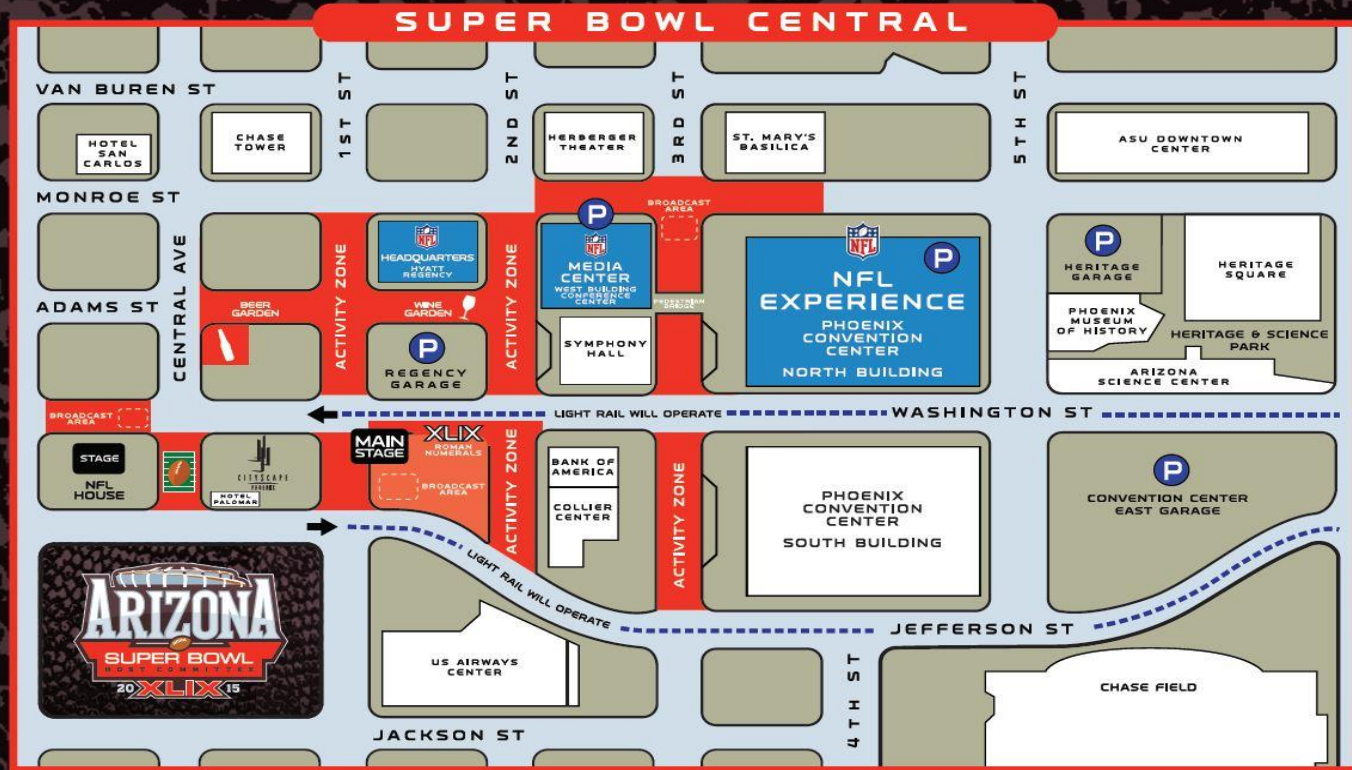 SUPER BOWL CENTRAL
VAN BUREN ST
1ST ST
2ND ST
3RD ST
5TH ST
HOTEL
SAN
CARLOS
CHASE
TOWER
HERBERGER
THEATER
ST. MARY'S
BASILICA
ASU DOWNTOWN
CENTER
MONROE ST
CENTRAL AVE
ACTIVITY ZONE
NFL
HEADQUARTERS
HYATT
REGENCY
ACTIVITY ZONE
P
NFL
MEDIA
CENTER
WEST BUILDING
CONFERENCE
CENTER
BROADCAST
AREA
NFL
P
NFL
EXPERIENCE
PHOENIX
CONVENTION
CENTER
NORTH BUILDING
P
HERITAGE
GARAGE
HERITAGE
SQUARE
ADAMS ST
BEER
GARDEN
WINE
GARDEN
PEDESTRIAN
BRIDGE
PHOENIX
MUSEUM
OF HISTORY
HERITAGE & SCIENCE
PARK
P
REGENCY
GARAGE
SYMPHONY
HALL
ARIZONA
SCIENCE CENTER
BROADCAST
AREA
LIGHT RAIL WILL OPERATE
WASHINGTON ST
STAGE
NFL
HOUSE
CITYSCAPE
PHOENIX
HOTEL
PALOMAR
MAIN
STAGE
XLIX
ROMAN
NUMERALS
BROADCAST
AREA
ACTIVITY ZONE
BANK OF
AMERICA
COLLIER
CENTER
ACTIVITY ZONE
PHOENIX
CONVENTION
CENTER
SOUTH BUILDING
P
CONVENTION CENTER
EAST GARAGE
LIGHT RAIL WILL OPERATE
JEFFERSON ST
ARIZONA
SUPER BOWL
HOST COMMITTEE
20 XLIX 15
US AIRWAYS
CENTER
4TH ST
CHASE FIELD
JACKSON ST